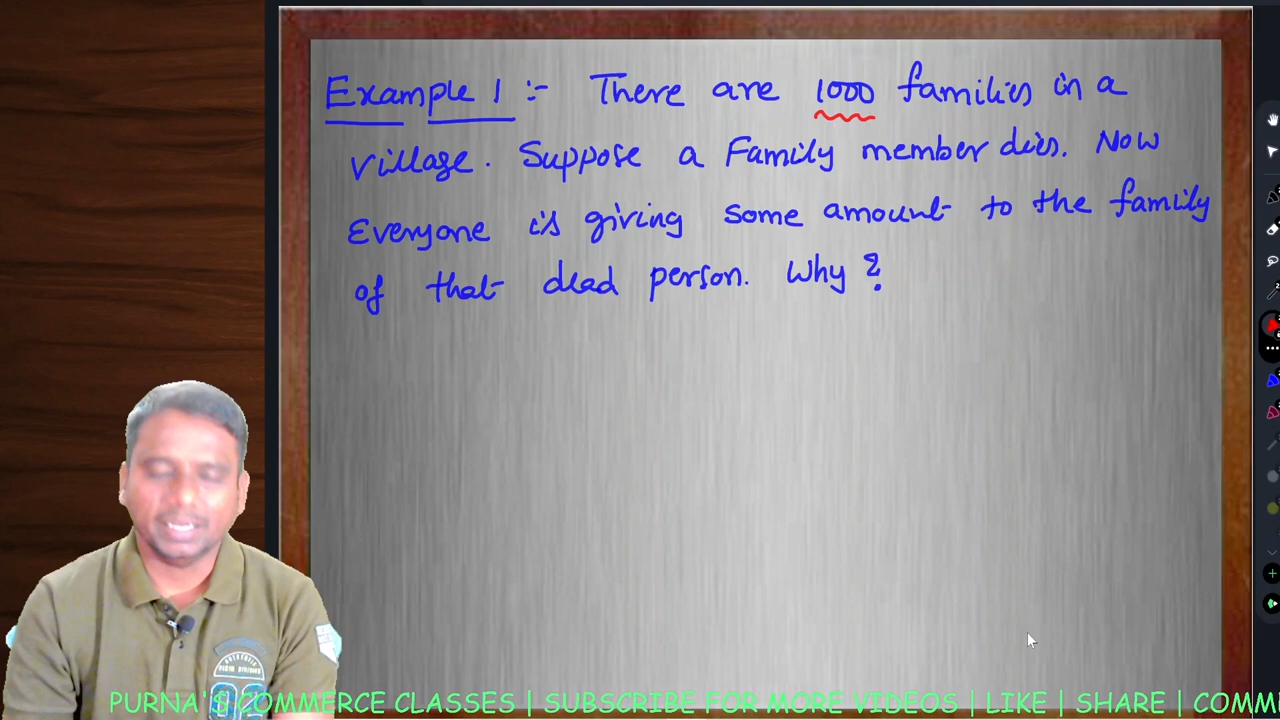 Example 1 :- There are 1000 families in a
village. Suppose a Family member dies. Now
Everyone is giving some amount to the family
of that dead person. Why ?
PURNA'S COMMERCE CLASSES | SUBSCRIBE FOR MORE VIDEOS | LIKE | SHARE | COMM